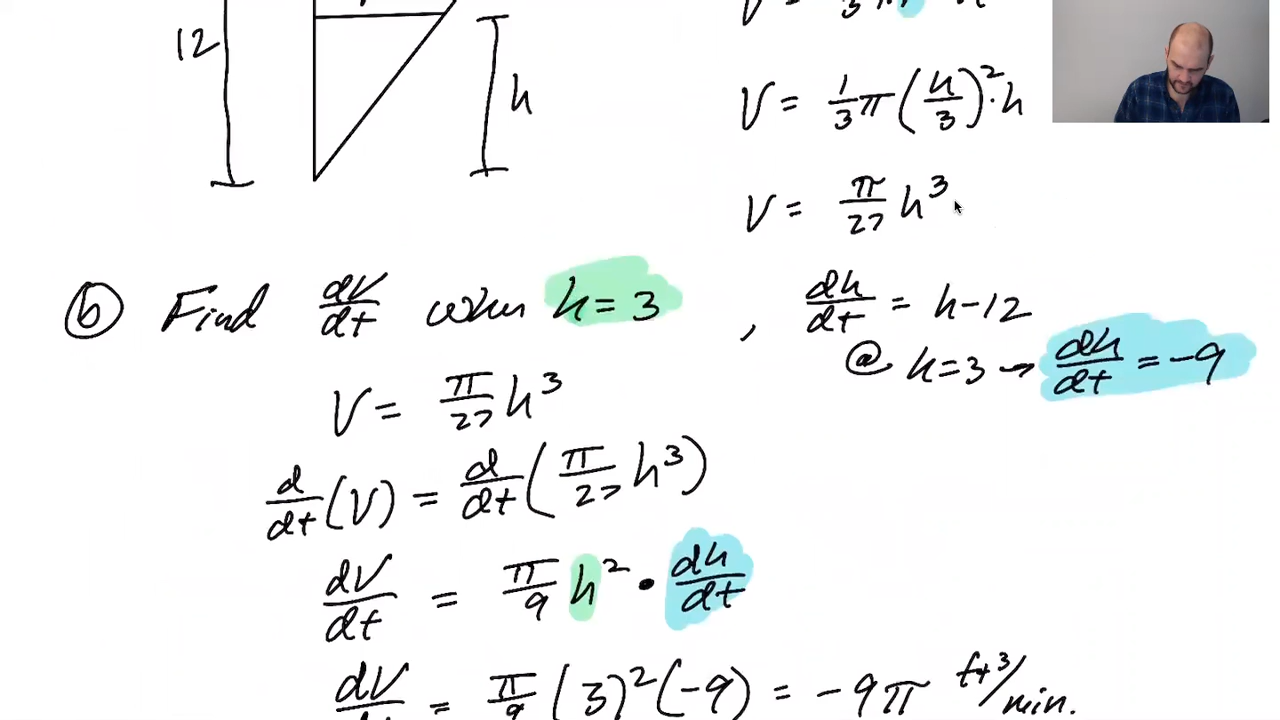 12
h
V = 1/3 π (h/3)²·h
V = π/27 h³
ⓑ Find dV/dt when h = 3 , dh/dt = h-12
@ h=3 → dh/dt = -9
V = π/27 h³
d/dt (V) = d/dt (π/27 h³)
dV/dt = π/9 h² • dh/dt
dV/dt = π/9 (3)² (-9) = -9π ft³/min.